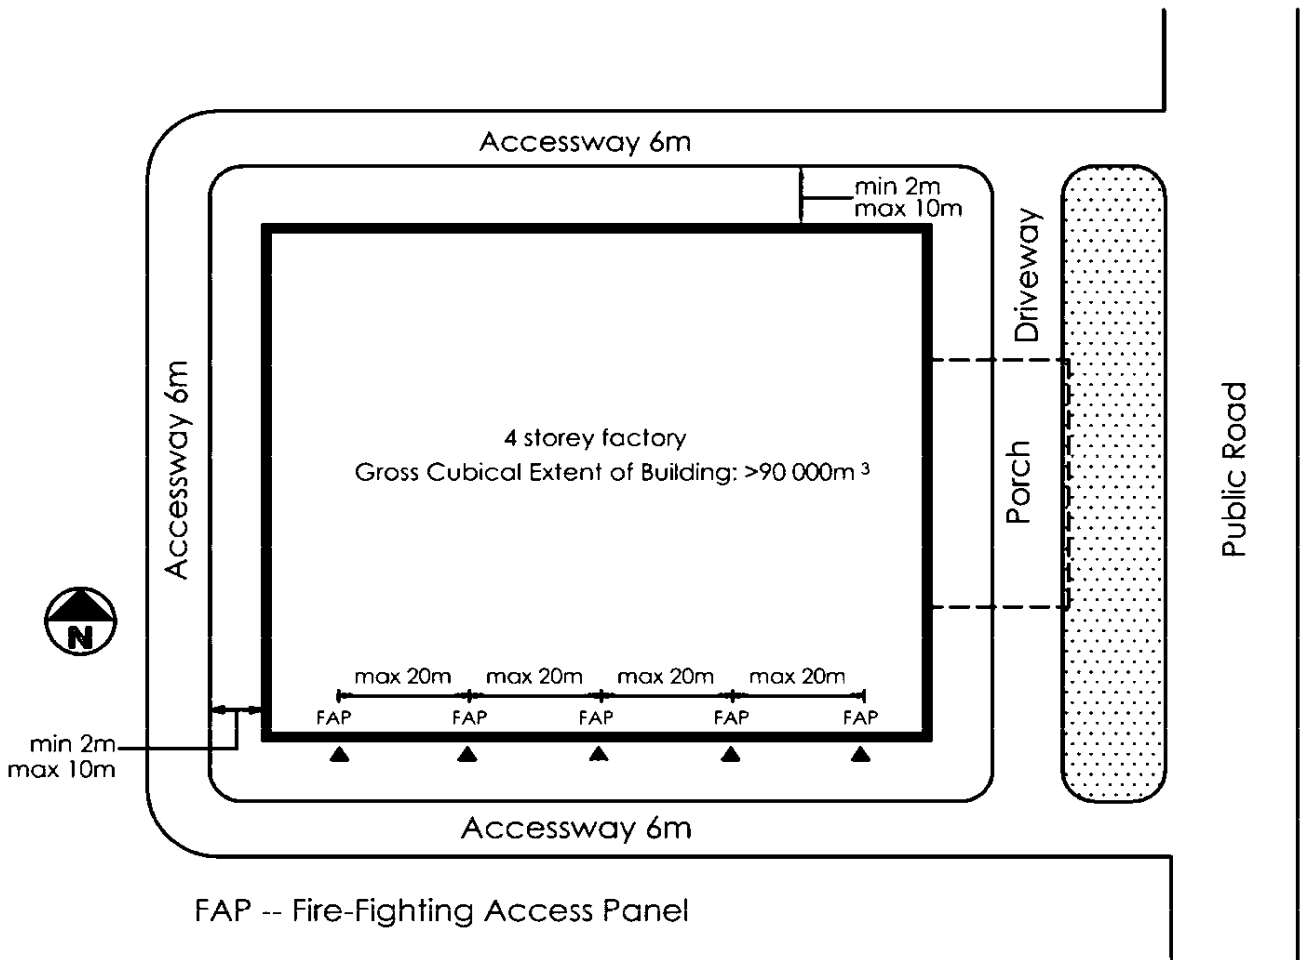 Accessway 6m
min 2m
max 10m
Driveway
Accessway 6m
4 storey factory
Gross Cubical Extent of Building: >90 000m³
Porch
Public Road
N
max 20m max 20m max 20m max 20m
FAP FAP FAP FAP FAP
min 2m
max 10m
Accessway 6m
FAP -- Fire-Fighting Access Panel